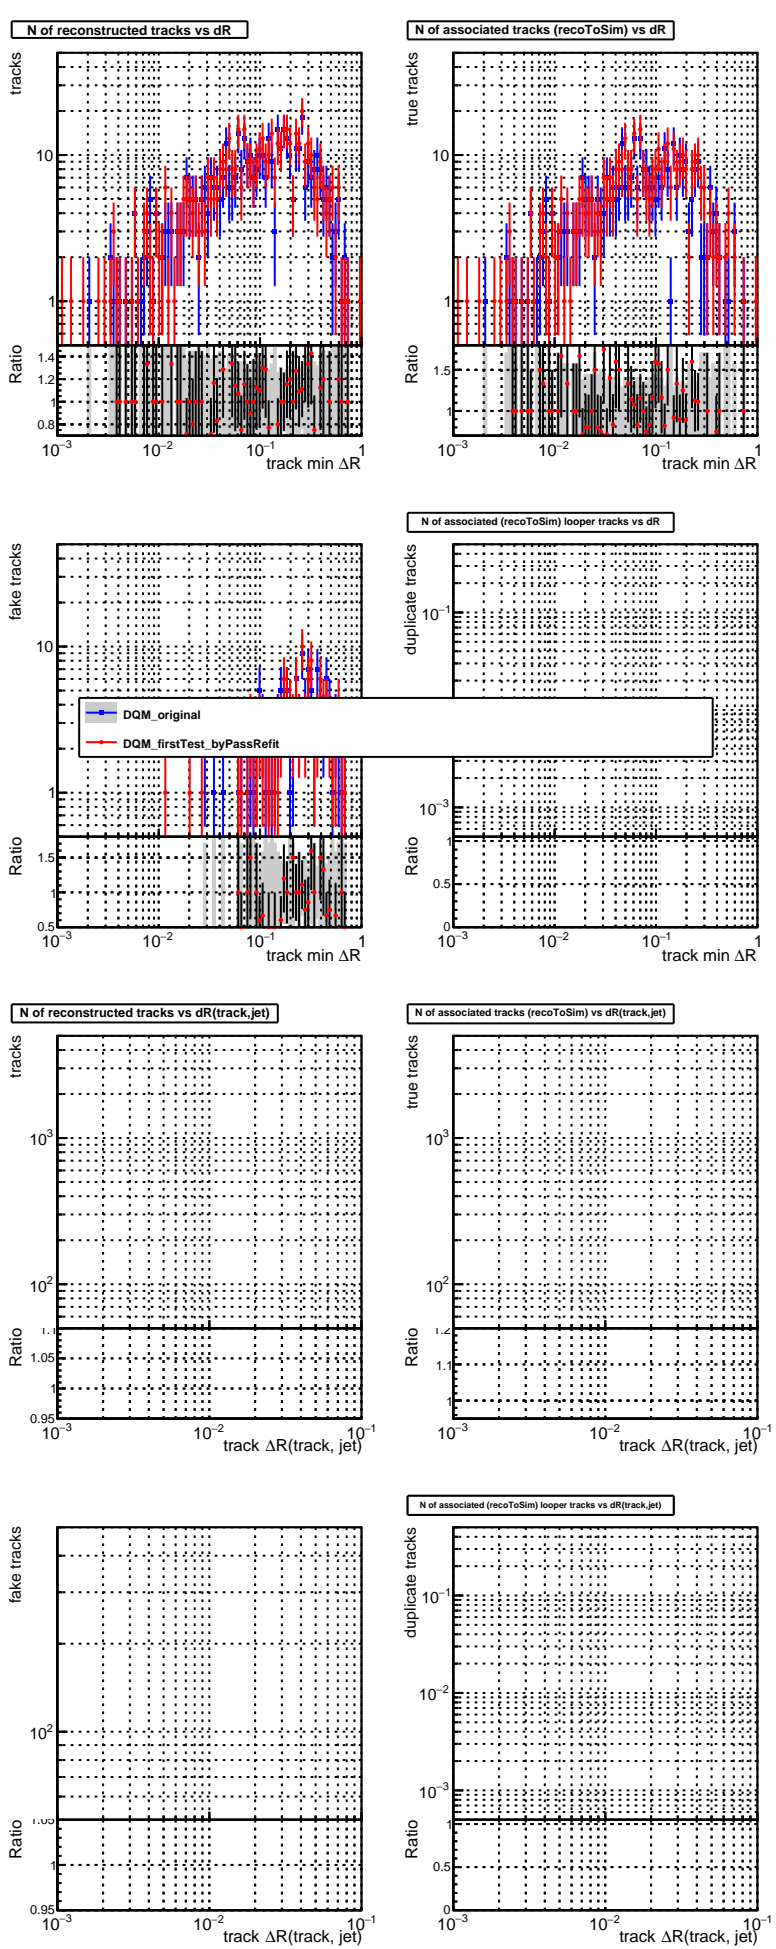 N of reconstructed tracks vs dR
tracks
10
1
Ratio
1.4
1.2
1
0.8
10⁻³ 10⁻² 10⁻¹ 1
track min ΔR
N of associated tracks (recoToSim) vs dR
true tracks
10
1
Ratio
1.5
1
10⁻³ 10⁻² 10⁻¹ 1
track min ΔR
fake tracks
10
1
Ratio
1.5
1
0.5
10⁻³ 10⁻² 10⁻¹ 1
track min ΔR
N of associated (recoToSim) looper tracks vs dR
duplicate tracks
10⁻¹
10⁻³
Ratio
1
0.5
0
10⁻³ 10⁻² 10⁻¹ 1
track min ΔR
DQM_original
DQM_firstTest_byPassRefit
N of reconstructed tracks vs dR(track,jet)
tracks
10³
10²
Ratio
1.1
1.05
1
0.95
10⁻³ 10⁻² 10⁻¹
track ΔR(track, jet)
N of associated tracks (recoToSim) vs dR(track,jet)
true tracks
10³
10²
Ratio
1.2
1.1
1
10⁻³ 10⁻² 10⁻¹
track ΔR(track, jet)
fake tracks
10²
Ratio
1.05
1
0.95
10⁻³ 10⁻² 10⁻¹
track ΔR(track, jet)
N of associated (recoToSim) looper tracks vs dR(track,jet)
duplicate tracks
10⁻¹
10⁻²
10⁻³
Ratio
1
0.5
0
10⁻³ 10⁻² 10⁻¹
track ΔR(track, jet)